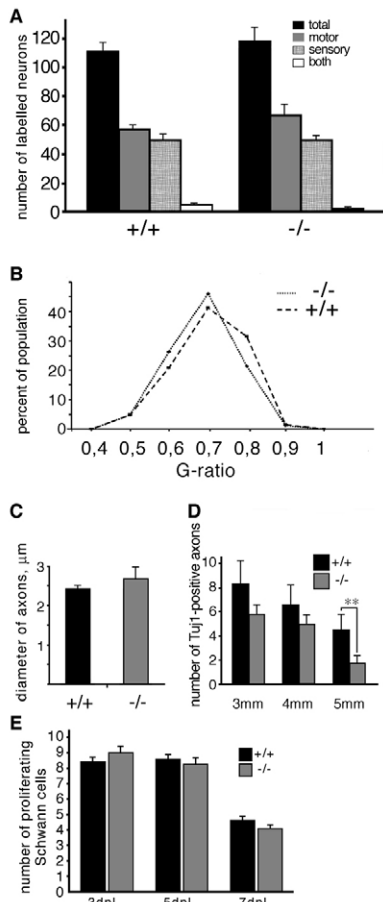 A
total
motor
sensory
both
number of labelled neurons
120
100
80
60
40
20
0
+/+ -/-
B
-/-
+/+
percent of population
40
30
20
10
0
0,4 0,5 0,6 0,7 0,8 0,9 1
G-ratio
C
diameter of axons, μm
3
2
1
+/+ -/-
D
+/+
-/-
number of Tuj1-positive axons
10
8
6
4
2
0
**
3mm 4mm 5mm
E
+/+
-/-
number of proliferating
Schwann cells
10
9
8
7
6
5
4
3
2
1
0
3dpl 5dpl 7dpl